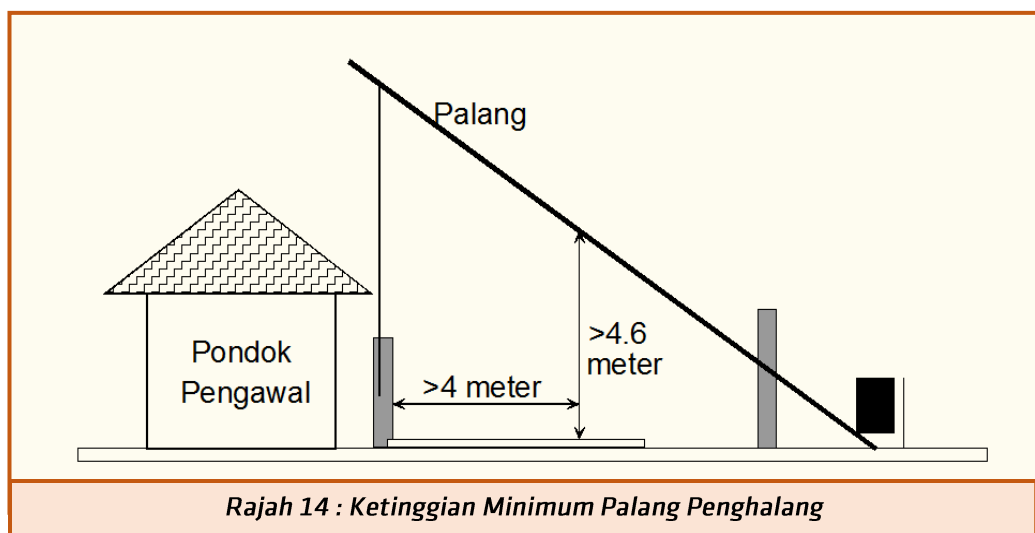 Palang
Pondok
Pengawal
>4 meter
>4.6
meter
Rajah 14 : Ketinggian Minimum Palang Penghalang